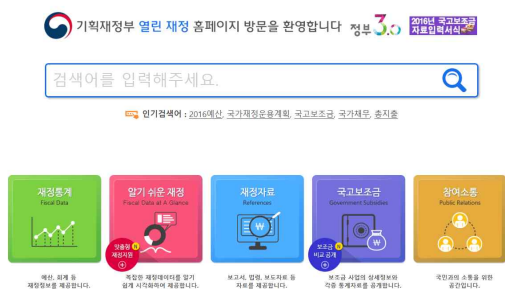 기획재정부 열린 재정 홈페이지 방문을 환영합니다
정부3.0
2016년 국고보조금
자료입력서식
검색어를 입력해주세요.
인기검색어 : 2016예산, 국가재정운용계획, 국고보조금, 국가채무, 총지출
재정통계
Fiscal Data
예산, 회계 등
재정정보를 제공합니다.
알기 쉬운 재정
Fiscal Data at A Glance
맞춤형
재정지원
복잡한 재정데이터를 알기
쉽게 시각화하여 제공합니다.
재정자료
References
보고서, 법령, 보도자료 등
자료를 제공합니다.
국고보조금
Government Subsidies
보조금
비교공개
보조금 사업의 상세정보와
각종 통계자료를 공개합니다.
참여소통
Public Relations
국민과의 소통을 위한
공간입니다.